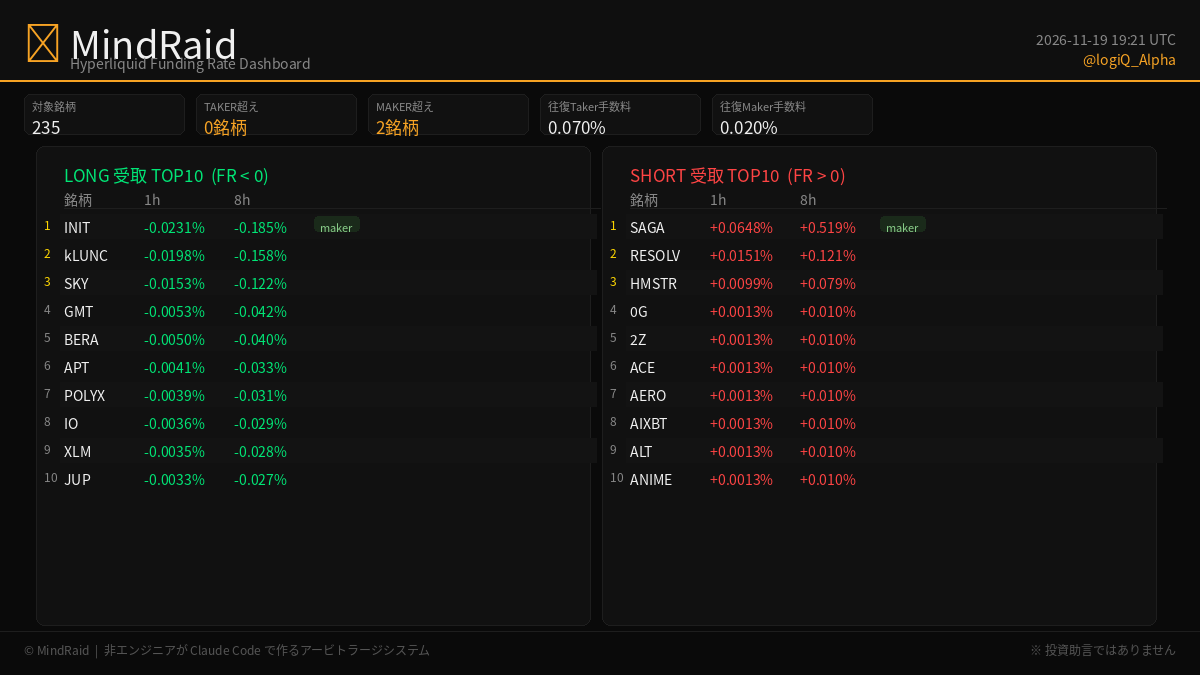 MindRaid
Hyperliquid Funding Rate Dashboard
2026-11-19 19:21 UTC
@logiQ_Alpha
対象銘柄
235
TAKER超え
0銘柄
MAKER超え
2銘柄
往復Taker手数料
0.070%
往復Maker手数料
0.020%
LONG 受取 TOP10 (FR < 0)
銘柄 1h 8h
1 INIT -0.0231% -0.185% maker
2 kLUNC -0.0198% -0.158%
3 SKY -0.0153% -0.122%
4 GMT -0.0053% -0.042%
5 BERA -0.0050% -0.040%
6 APT -0.0041% -0.033%
7 POLYX -0.0039% -0.031%
8 IO -0.0036% -0.029%
9 XLM -0.0035% -0.028%
10 JUP -0.0033% -0.027%
SHORT 受取 TOP10 (FR > 0)
銘柄 1h 8h
1 SAGA +0.0648% +0.519% maker
2 RESOLV +0.0151% +0.121%
3 HMSTR +0.0099% +0.079%
4 0G +0.0013% +0.010%
5 2Z +0.0013% +0.010%
6 ACE +0.0013% +0.010%
7 AERO +0.0013% +0.010%
8 AIXBT +0.0013% +0.010%
9 ALT +0.0013% +0.010%
10 ANIME +0.0013% +0.010%
© MindRaid | 非エンジニアが Claude Code で作るアービトラージシステム
※ 投資助言ではありません